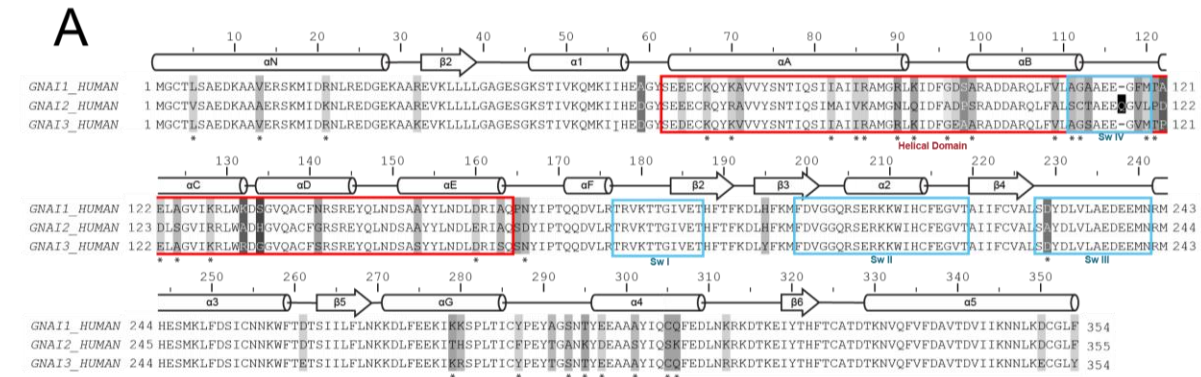 A
10 20 30 40 50 60 70 80 90 100 110 120
αN β2 α1 αA αB
GNAI1_HUMAN 1 MGCTLSAEDKAAVERSKMIDRNLREDGEKAAREVKLLLLGAGESGKSTIVKQMKIIHEAGYSEEECKQYKAVVYSNTIQSIIAIIRAMGRLKIDFGDSARADDARQLFVLAGAAEE-GFMTA 121
GNAI2_HUMAN 1 MGCTVSAEDKAAAERSKMIDKNLREDGEKAAREVKLLLLGAGESGKSTIVKQMKIIHEDGYSEEECRQYRAVVYSNTIQSIMAIVKAMGNLQIDFADPSRADDARQLFALSCTAEEQGVLPD 122
GNAI3_HUMAN 1 MGCTLSAEDKAAVERSKMIDRNLREDGEKAAKEVKLLLLGAGESGKSTIVKQMKIIHEDGYSEDECKQYKVVVYSNTIQSIIAIIRAMGRLKIDFGEAARADDARQLFVLAGSAEE-GVMTP 121
Helical Domain
Sw IV
130 140 150 160 170 180 190 200 210 220 230 240
αC αD αE αF β2 β3 α2 β4
GNAI1_HUMAN 122 ELAGVIKRLWKDSGVQACFNRSREYQLNDSAAYYLNDLDRIAQPNYIPTQQDVLRTRVKTTGIVETHFTFKDLHFKMFDVGGQRSERKKWIHCFEGVTAIIFCVALSDYDLVLAEDEEMNRM 243
GNAI2_HUMAN 123 DLSGVIRRLWADHGVQACFGRSREYQLNDSAAYYLNDLERIAQSDYIPTQQDVLRTRVKTTGIVETHFTFKDLHFKMFDVGGQRSERKKWIHCFEGVTAIIFCVALSAYDLVLAEDEEMNRM 244
GNAI3_HUMAN 122 ELAGVIKRLWRDGGVQACFSRSREYQLNDSASYYLNDLDRISQSNYIPTQQDVLRTRVKTTGIVETHFTFKDLYFKMFDVGGQRSERKKWIHCFEGVTAIIFCVALSDYDLVLAEDEEMNRM 243
Sw I Sw II Sw III
250 260 270 280 290 300 310 320 330 340 350
α3 β5 αG α4 β6 α5
GNAI1_HUMAN 244 HESMKLFDSICNNKWFTDTSIILFLNKKDLFEEKIKKSPLTICYPEYAGSNTYEEAAAYIQCQFEDLNKRKDTKEIYTHFTCATDTKNVQFVFDAVTDVIIKNNLKDCGLF 354
GNAI2_HUMAN 245 HESMKLFDSICNNKWFTDTSIILFLNKKDLFEEKITHSPLTICFPEYTGANKYDEAASYIQSKFEDLNKRKDTKEIYTHFTCATDTKNVQFVFDAVTDVIIKNNLKDCGLF 355
GNAI3_HUMAN 244 HESMKLFDSICNNKWFTETSIILFLNKKDLFEEKIKRSPLTICYPEYTGSNTYEEAAAYIQCQFEDLNRRKDTKEIYTHFTCATDTKNVQFVFDAVTDVIIKNNLKECGLY 354